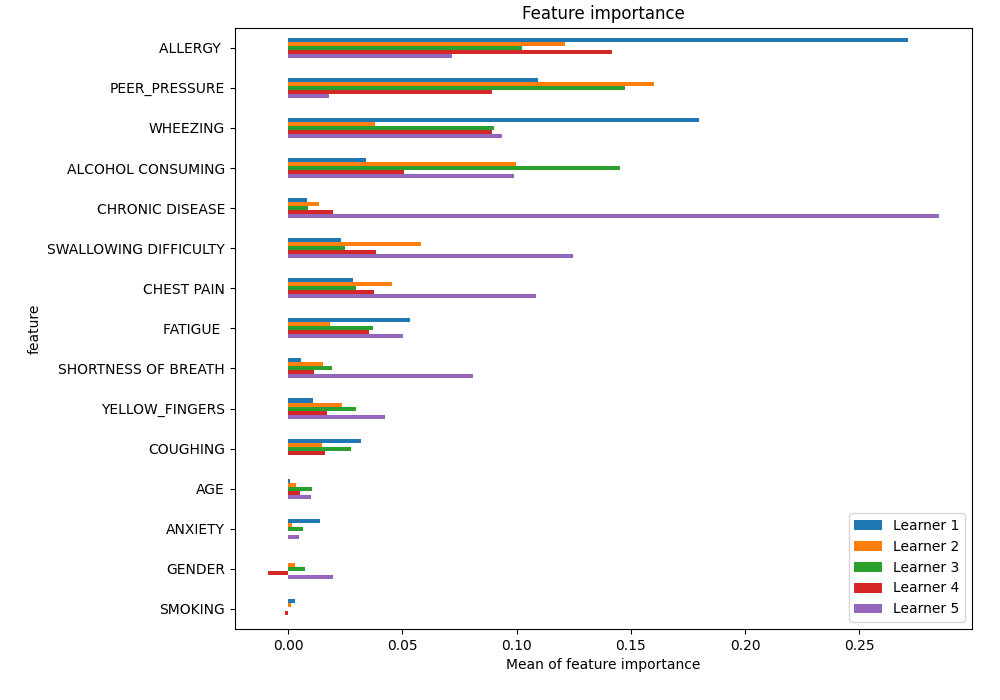 Feature importance
ALLERGY
PEER_PRESSURE
WHEEZING
ALCOHOL CONSUMING
CHRONIC DISEASE
SWALLOWING DIFFICULTY
CHEST PAIN
FATIGUE
SHORTNESS OF BREATH
YELLOW_FINGERS
COUGHING
AGE
ANXIETY
GENDER
SMOKING
feature
Learner 1
Learner 2
Learner 3
Learner 4
Learner 5
0.00 0.05 0.10 0.15 0.20 0.25
Mean of feature importance